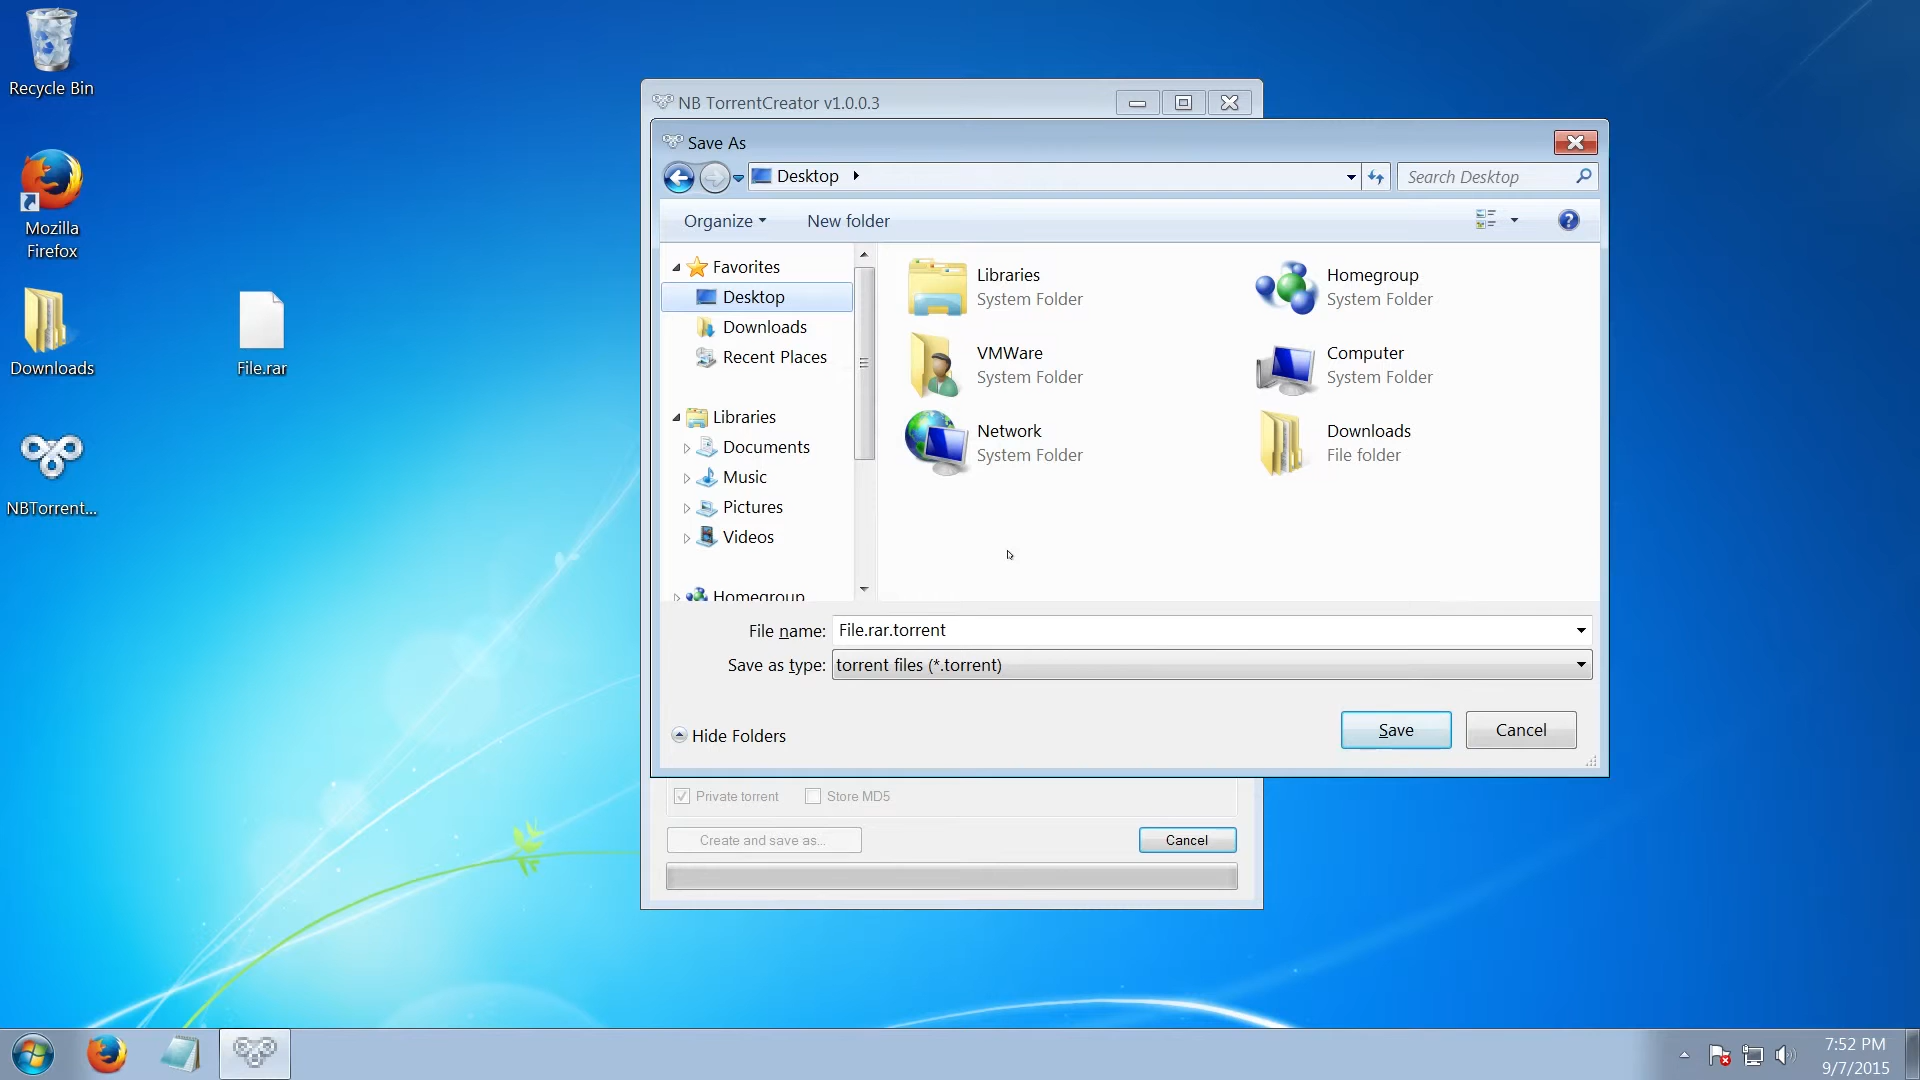 Recycle Bin
Mozilla
Firefox
Downloads
File.rar
NBTorrent...
NB TorrentCreator v1.0.0.3
Save As
Desktop
Search Desktop
Organize
New folder
Favorites
Desktop
Downloads
Recent Places
Libraries
Documents
Music
Pictures
Videos
Homegroup
Libraries
System Folder
Homegroup
System Folder
VMWare
System Folder
Computer
System Folder
Network
System Folder
Downloads
File folder
File name: File.rar.torrent
Save as type: torrent files (*.torrent)
Hide Folders
Save
Cancel
Private torrent
Store MD5
Create and save as...
Cancel
7:52 PM
9/7/2015